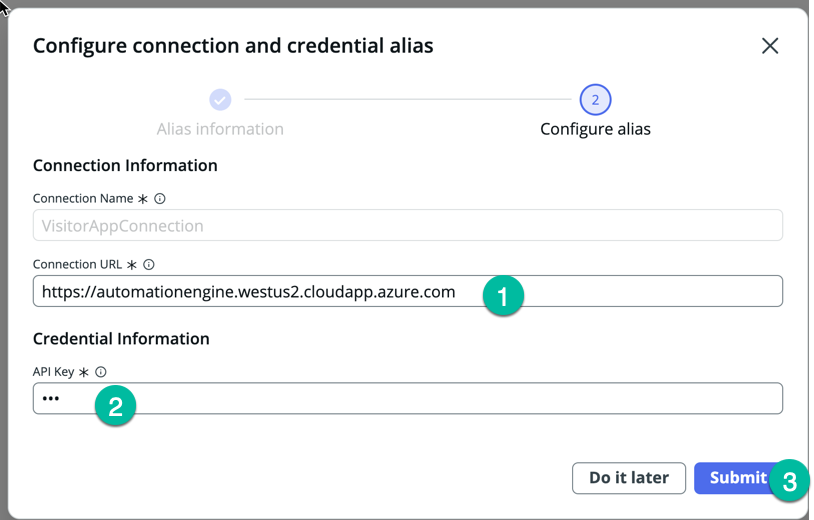 Configure connection and credential alias
2
Alias information
Configure alias
Connection Information
Connection Name *
VisitorAppConnection
Connection URL *
https://automationengine.westus2.cloudapp.azure.com
1
Credential Information
API Key *
•••
2
Do it later
Submit
3